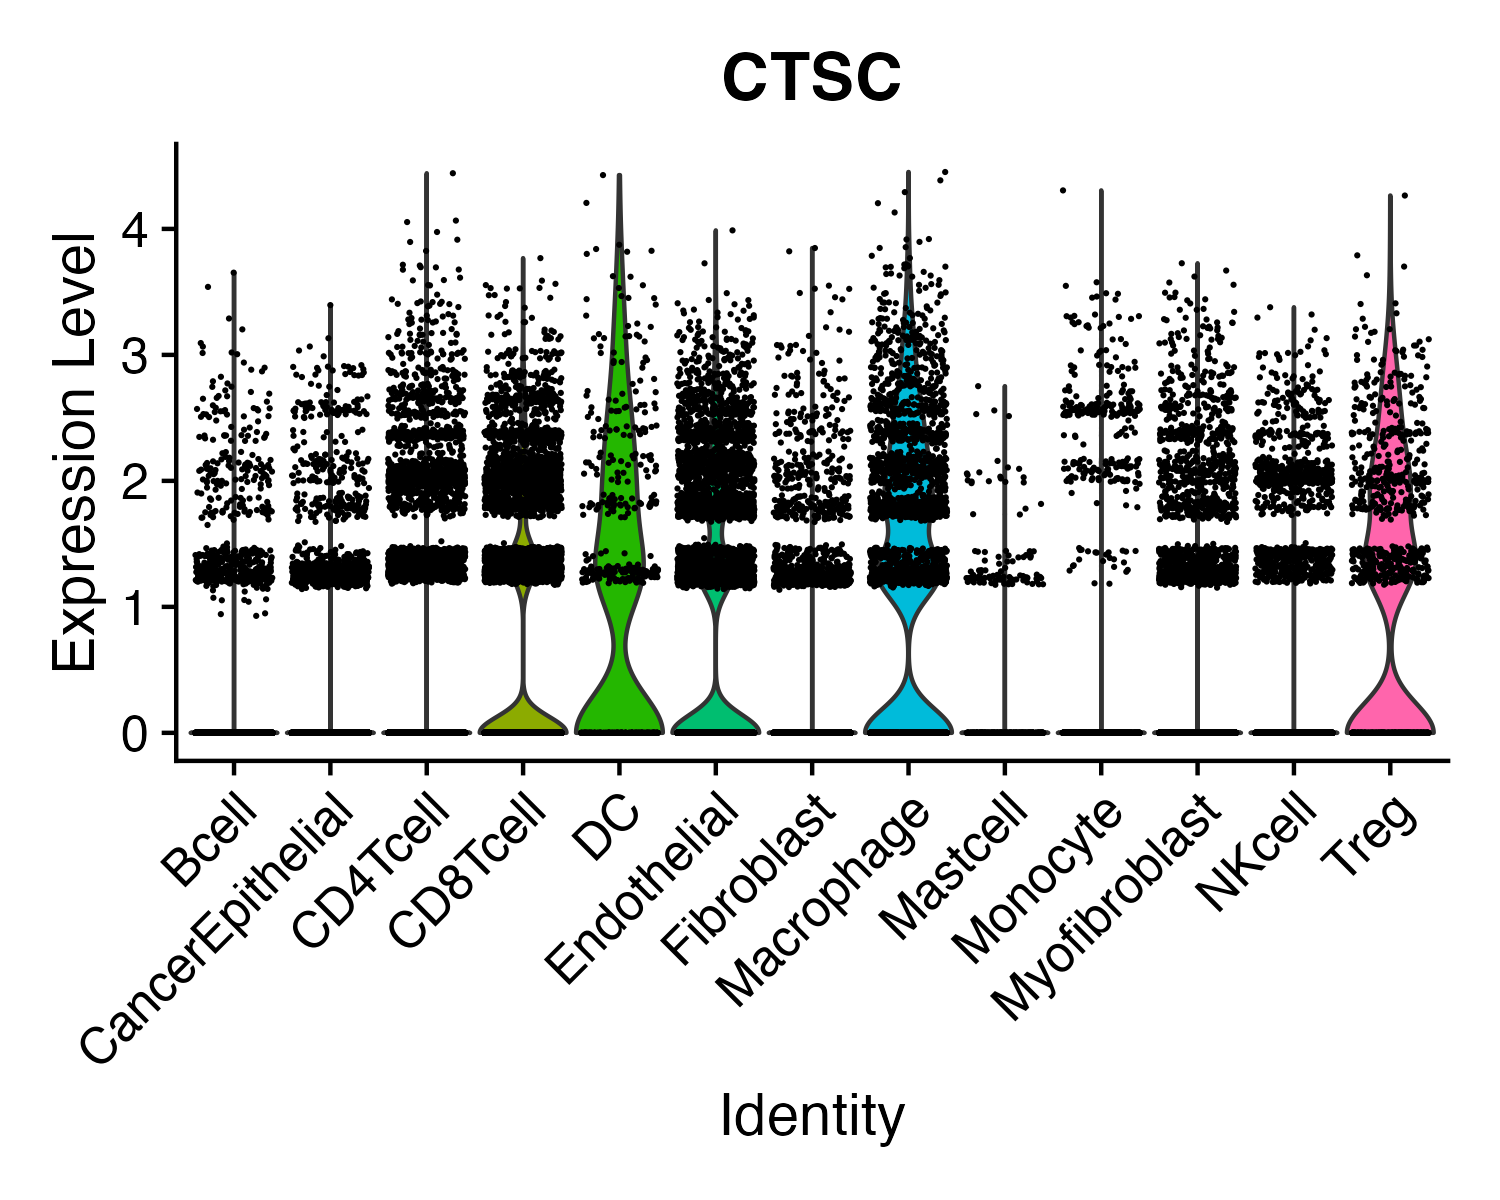 CTSC
Expression Level
4
3
2
1
0
Bcell
CancerEpithelial
CD4Tcell
CD8Tcell
DC
Endothelial
Fibroblast
Macrophage
Mastcell
Monocyte
Myofibroblast
NKcell
Treg
Identity